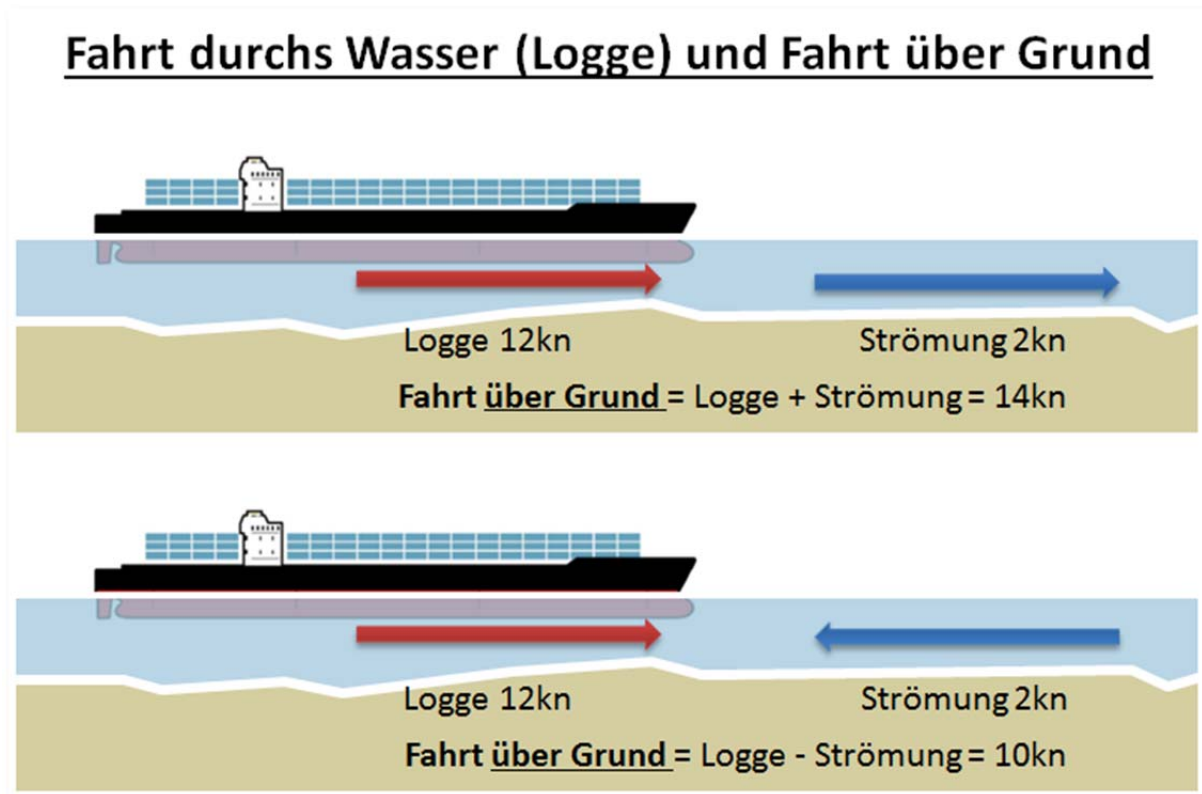 Fahrt durchs Wasser (Logge) und Fahrt über Grund
Logge 12kn
Strömung 2kn
Fahrt über Grund = Logge + Strömung = 14kn
Logge 12kn
Strömung 2kn
Fahrt über Grund = Logge - Strömung = 10kn